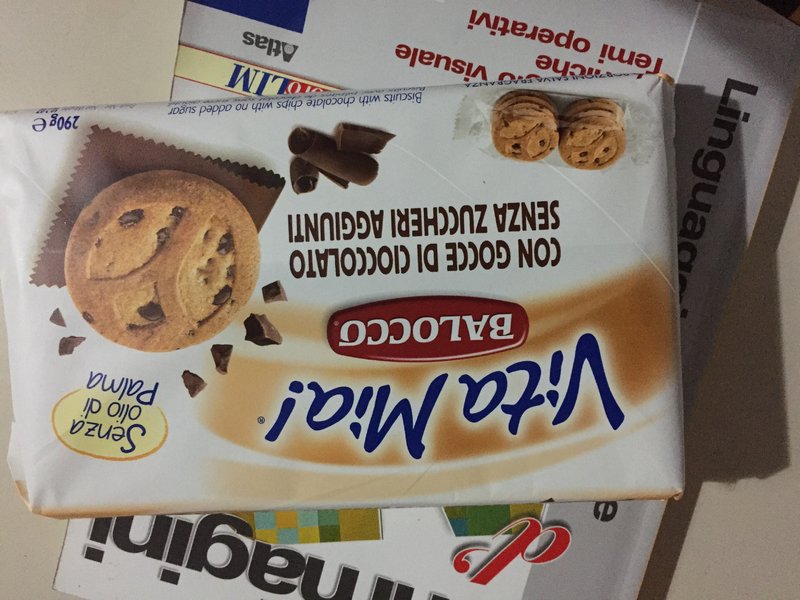 Vita Mia!®
BALOCCO®
CON GOCCE DI CIOCCOLATO
SENZA ZUCCHERI AGGIUNTI
Senza
olio di
Palma
Biscuits with chocolate chips with no added sugar
290g e
Linguaggi
temi operativi
visuale
Atlas
LIM
immagini
d'
e